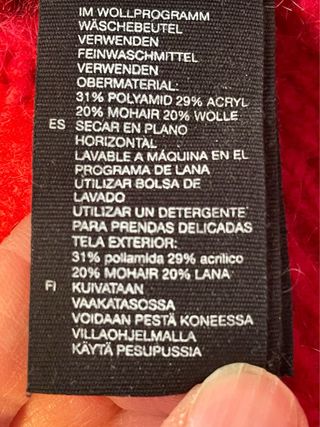 IM WOLLPROGRAMM
WÄSCHEBEUTEL
VERWENDEN
FEINWASCHMITTEL
VERWENDEN
OBERMATERIAL:
31% POLYAMID 29% ACRYL
20% MOHAIR 20% WOLLE
ES SECAR EN PLANO
HORIZONTAL
LAVABLE A MÁQUINA EN EL
PROGRAMA DE LANA
UTILIZAR BOLSA DE
LAVADO
UTILIZAR UN DETERGENTE
PARA PRENDAS DELICADAS
TELA EXTERIOR:
31% poliamida 29% acrílico
20% MOHAIR 20% LANA
FI KUIVATAAN
VAAKATASOSSA
VOIDAAN PESTÄ KONEESSA
VILLAOHJELMALLA
KÄYTÄ PESUPUSSIA